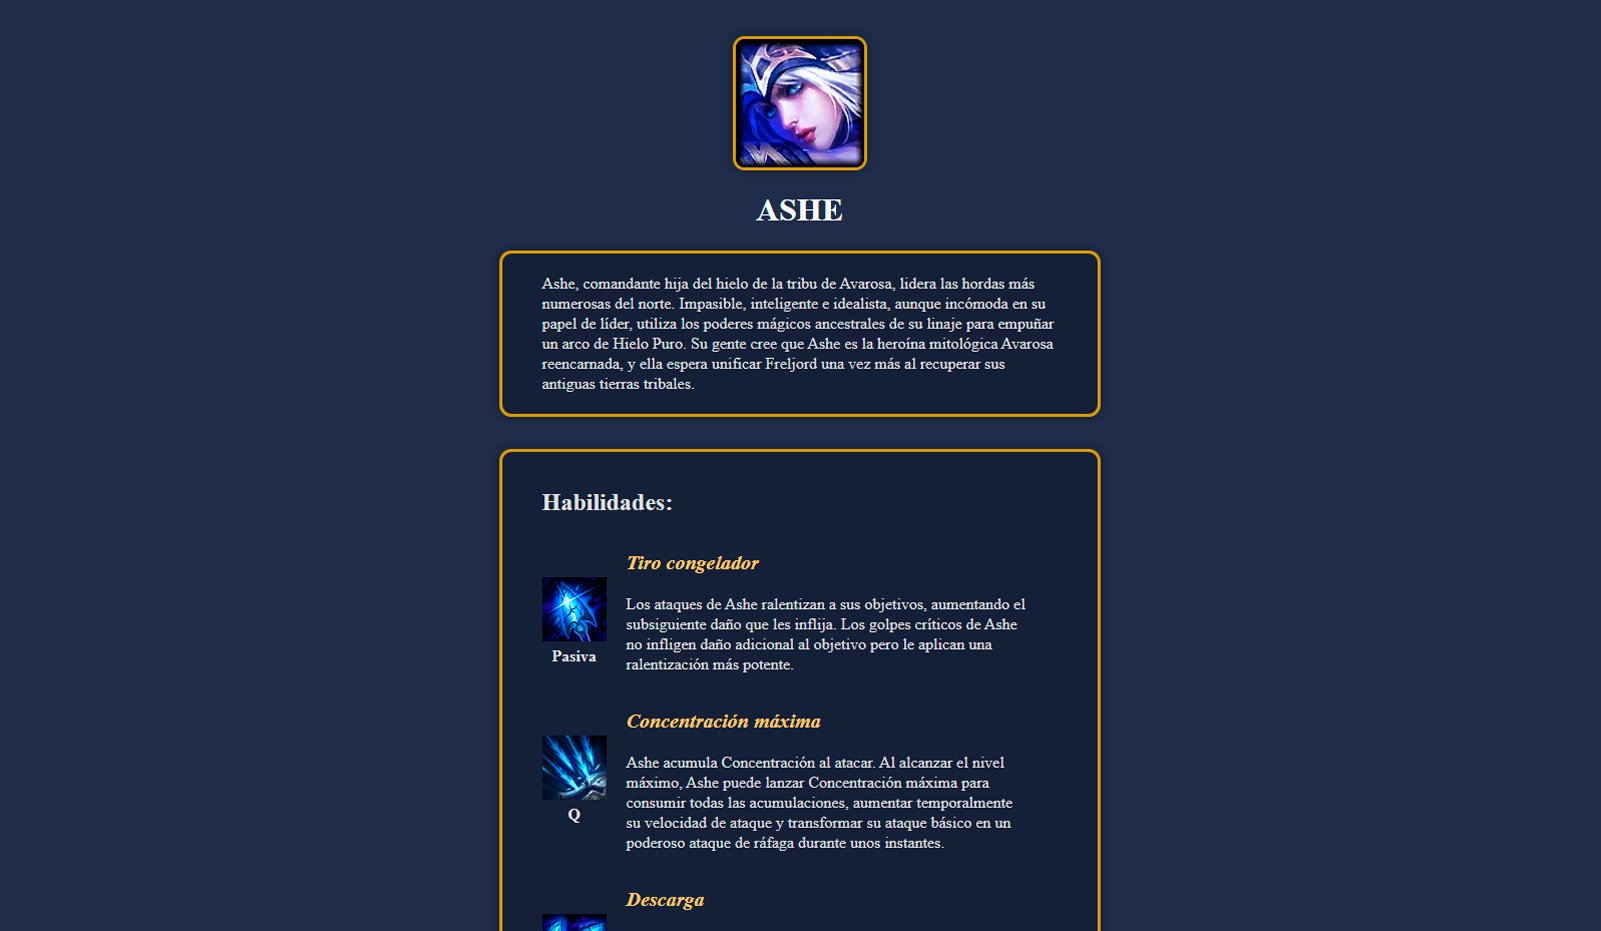 ASHE
Ashe, comandante hija del hielo de la tribu de Avarosa, lidera las hordas más
numerosas del norte. Impasible, inteligente e idealista, aunque incómoda en su
papel de líder, utiliza los poderes mágicos ancestrales de su linaje para empuñar
un arco de Hielo Puro. Su gente cree que Ashe es la heroína mitológica Avarosa
reencarnada, y ella espera unificar Freljord una vez más al recuperar sus
antiguas tierras tribales.
Habilidades:
Tiro congelador
Los ataques de Ashe ralentizan a sus objetivos, aumentando el
subsiguiente daño que les inflija. Los golpes críticos de Ashe
no infligen daño adicional al objetivo pero le aplican una
ralentización más potente.
Pasiva
Concentración máxima
Ashe acumula Concentración al atacar. Al alcanzar el nivel
máximo, Ashe puede lanzar Concentración máxima para
consumir todas las acumulaciones, aumentar temporalmente
su velocidad de ataque y transformar su ataque básico en un
poderoso ataque de ráfaga durante unos instantes.
Q
Descarga